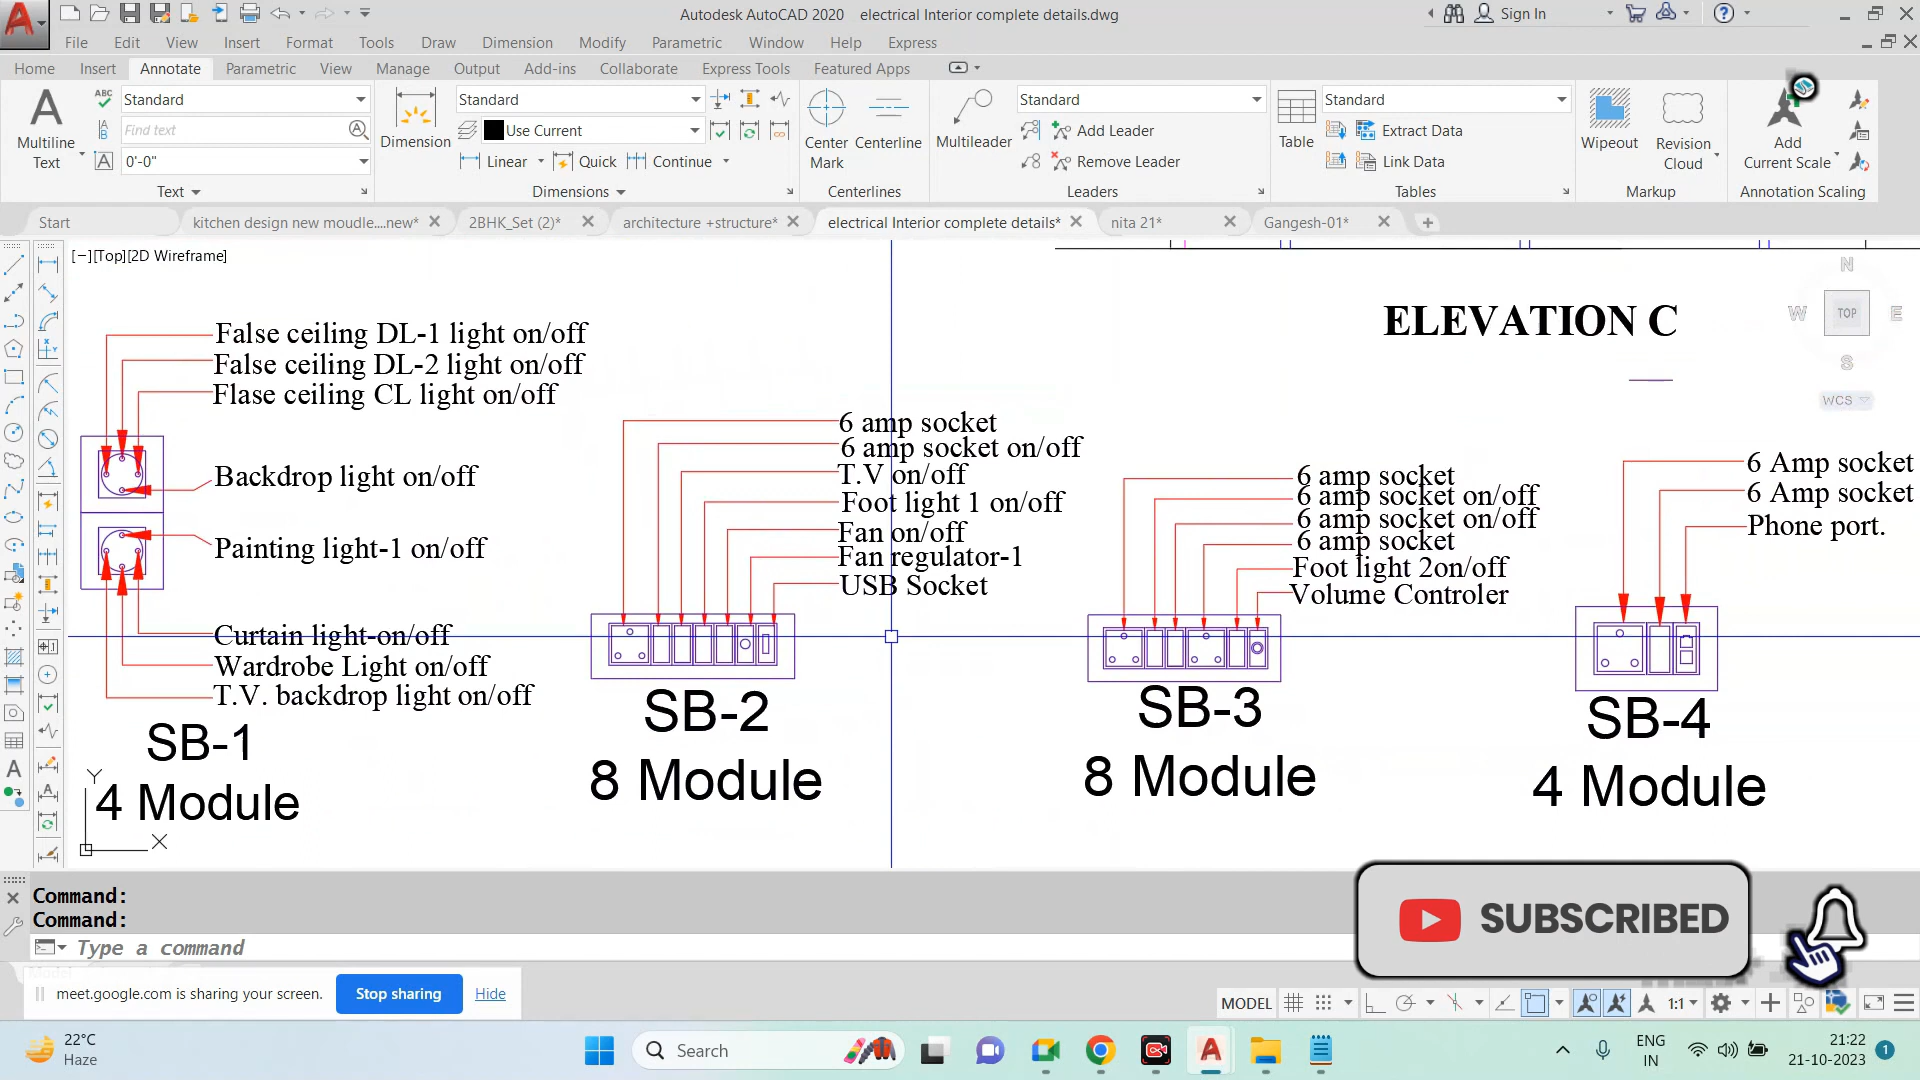 Autodesk AutoCAD 2020 electrical Interior complete details.dwg
Sign In
File Edit View Insert Format Tools Draw Dimension Modify Parametric Window Help Express
Home Insert Annotate Parametric View Manage Output Add-ins Collaborate Express Tools Featured Apps
Multiline Text
ABC
Standard
Find text
0'-0"
Text
Dimension
Standard
Use Current
Linear Quick Continue
Dimensions
Center Mark
Centerline
Centerlines
Multileader
Standard
Add Leader
Remove Leader
Leaders
Table
Standard
Extract Data
Link Data
Tables
Wipeout
Revision Cloud
Markup
Add Current Scale
Annotation Scaling
Start
kitchen design new moudle....new*
2BHK_Set (2)*
architecture +structure*
electrical Interior complete details*
nita 21*
Gangesh-01*
[−][Top][2D Wireframe]
ELEVATION C
N
W TOP E
S
WCS
False ceiling DL-1 light on/off
False ceiling DL-2 light on/off
Flase ceiling CL light on/off
Backdrop light on/off
Painting light-1 on/off
Curtain light-on/off
Wardrobe Light on/off
T.V. backdrop light on/off
SB-1
4 Module
6 amp socket
6 amp socket on/off
T.V on/off
Foot light 1 on/off
Fan on/off
Fan regulator-1
USB Socket
SB-2
8 Module
6 amp socket
6 amp socket on/off
6 amp socket on/off
6 amp socket
Foot light 2on/off
Volume Controler
SB-3
8 Module
6 Amp socket
6 Amp socket
Phone port.
SB-4
4 Module
Y
X
Command:
Command:
Type a command
SUBSCRIBED
meet.google.com is sharing your screen.
Stop sharing
Hide
MODEL
1:1
22°C
Haze
Search
ENG
IN
21:22
21-10-2023
1